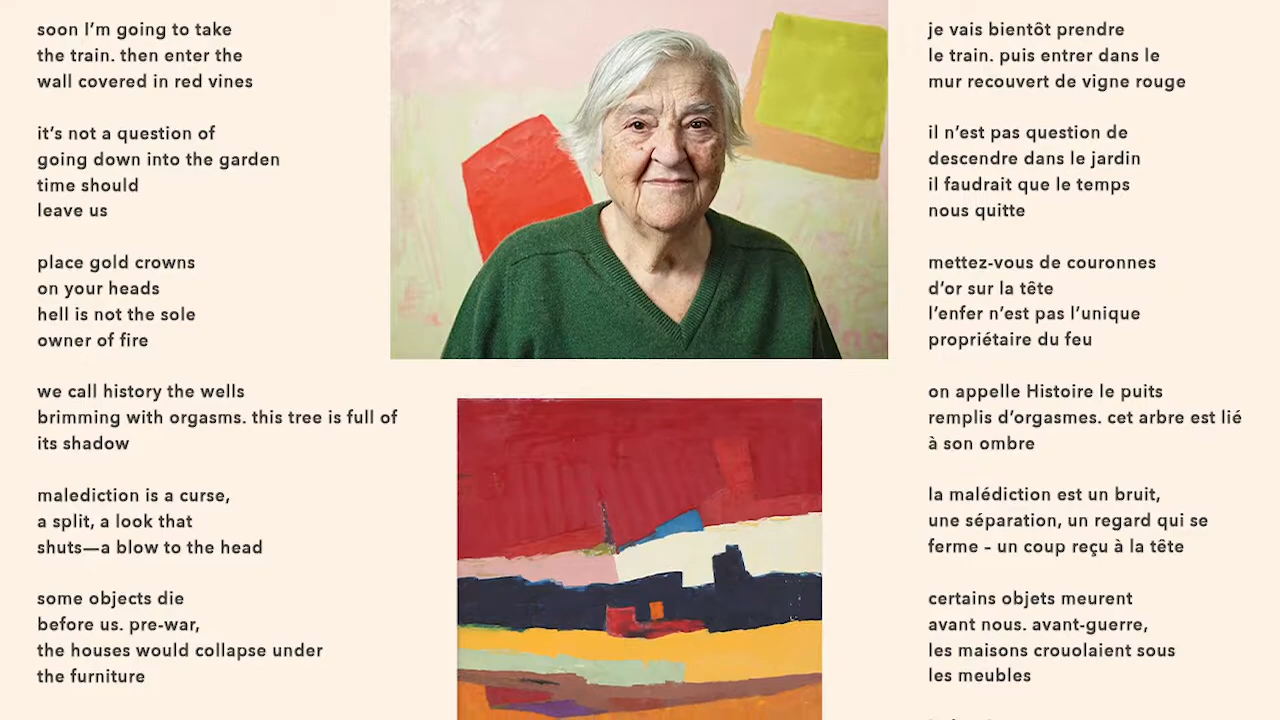 soon I'm going to take
the train. then enter the
wall covered in red vines
it's not a question of
going down into the garden
time should
leave us
place gold crowns
on your heads
hell is not the sole
owner of fire
we call history the wells
brimming with orgasms. this tree is full of
its shadow
malediction is a curse,
a split, a look that
shuts—a blow to the head
some objects die
before us. pre-war,
the houses would collapse under
the furniture
je vais bientôt prendre
le train. puis entrer dans le
mur recouvert de vigne rouge
il n'est pas question de
descendre dans le jardin
il faudrait que le temps
nous quitte
mettez-vous de couronnes
d'or sur la tête
l'enfer n'est pas l'unique
propriétaire du feu
on appelle Histoire le puits
remplis d'orgasmes. cet arbre est lié
à son ombre
la malédiction est un bruit,
une séparation, un regard qui se
ferme - un coup reçu à la tête
certains objets meurent
avant nous. avant-guerre,
les maisons crouolaient sous
les meubles